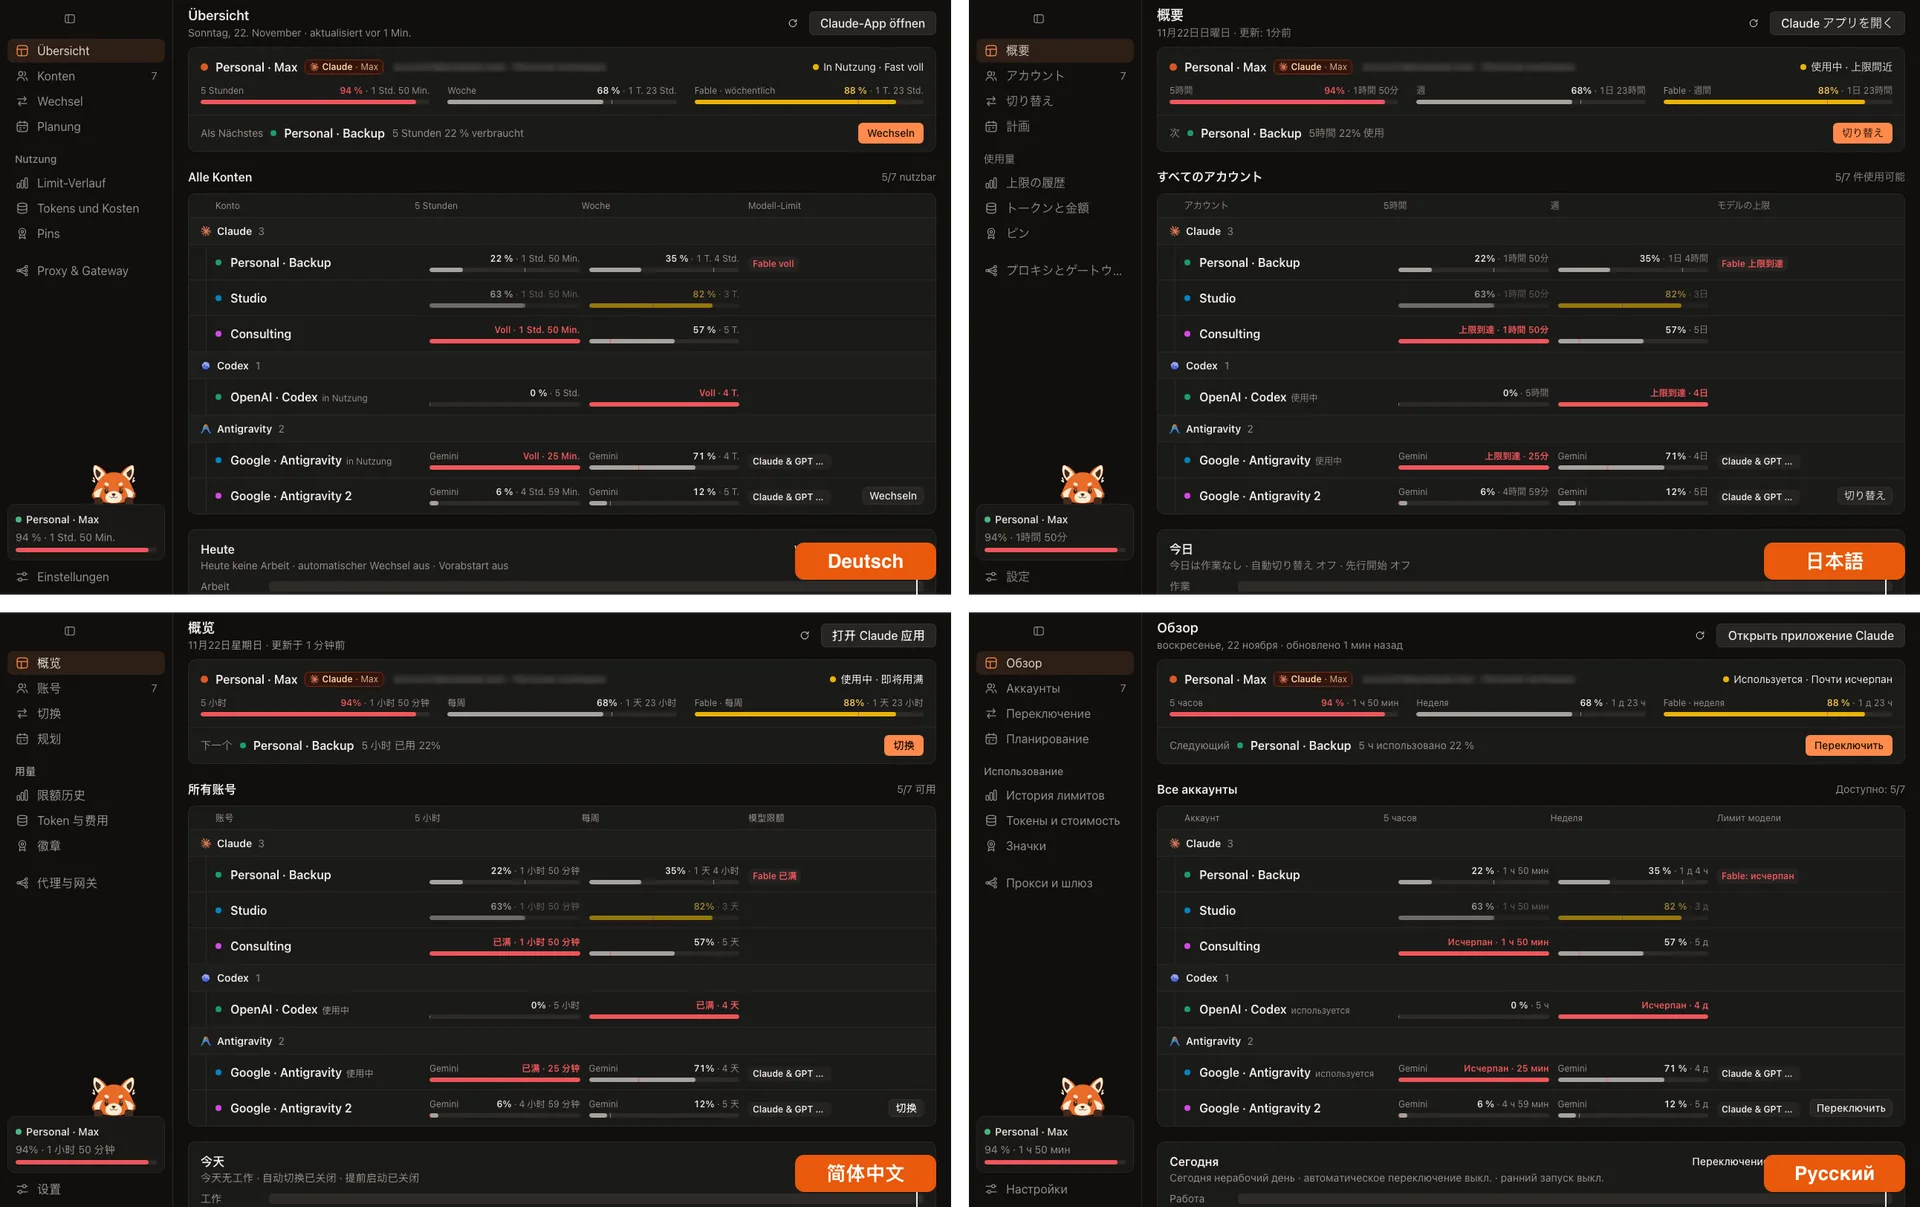 Übersicht
Konten 7
Wechsel
Planung
Nutzung
Limit-Verlauf
Tokens und Kosten
Pins
Proxy & Gateway
Personal · Max
94 % · 1 Std. 50 Min.
Einstellungen
Übersicht
Sonntag, 22. November · aktualisiert vor 1 Min.
Claude-App öffnen
Personal · Max Claude · Max
In Nutzung · Fast voll
5 Stunden 94 % · 1 Std. 50 Min.
Woche 68 % · 1 T. 23 Std.
Fable · wöchentlich 88 % · 1 T. 23 Std.
Als Nächstes Personal · Backup 5 Stunden 22 % verbraucht
Wechseln
Alle Konten 5/7 nutzbar
Konto 5 Stunden Woche Modell-Limit
Claude 3
Personal · Backup 22 % · 1 Std. 50 Min. 35 % · 1 T. 4 Std. Fable voll
Studio 63 % · 1 Std. 50 Min. 82 % · 3 T.
Consulting Voll · 1 Std. 50 Min. 57 % · 5 T.
Codex 1
OpenAI · Codex in Nutzung 0 % · 5 Std. Voll · 4 T.
Antigravity 2
Google · Antigravity in Nutzung Gemini Voll · 25 Min. Gemini 71 % · 4 T. Claude & GPT ...
Google · Antigravity 2 Gemini 6 % · 4 Std. 59 Min. Gemini 12 % · 5 T. Claude & GPT ... Wechseln
Heute
Heute keine Arbeit · automatischer Wechsel aus · Vorabstart aus
Arbeit
Deutsch
概要
アカウント 7
切り替え
計画
使用量
上限の履歴
トークンと金額
ピン
プロキシとゲートウ...
Personal · Max
94% · 1時間 50分
設定
概要
11月22日日曜日 · 更新: 1分前
Claude アプリを開く
Personal · Max Claude · Max
使用中 · 上限間近
5時間 94% · 1時間 50分
週 68% · 1日 23時間
Fable · 週間 88% · 1日 23時間
次 Personal · Backup 5時間 22% 使用
切り替え
すべてのアカウント 5/7 件使用可能
アカウント 5時間 週 モデルの上限
Claude 3
Personal · Backup 22% · 1時間 50分 35% · 1日 4時間 Fable 上限到達
Studio 63% · 1時間 50分 82% · 3日
Consulting 上限到達 · 1時間 50分 57% · 5日
Codex 1
OpenAI · Codex 使用中 0% · 5時間 上限到達 · 4日
Antigravity 2
Google · Antigravity 使用中 Gemini 上限到達 · 25分 Gemini 71% · 4日 Claude & GPT ...
Google · Antigravity 2 Gemini 6% · 4時間 59分 Gemini 12% · 5日 Claude & GPT ... 切り替え
今日
今日は作業なし · 自動切り替え オフ · 先行開始 オフ
作業
日本語
概览
账号 7
切换
规划
用量
限额历史
Token 与费用
徽章
代理与网关
Personal · Max
94% · 1 小时 50 分钟
设置
概览
11月22日星期日 · 更新于 1 分钟前
打开 Claude 应用
Personal · Max Claude · Max
使用中 · 即将用满
5 小时 94% · 1 小时 50 分钟
每周 68% · 1 天 23 小时
Fable · 每周 88% · 1 天 23 小时
下一个 Personal · Backup 5 小时 已用 22%
切换
所有账号 5/7 可用
账号 5 小时 每周 模型限额
Claude 3
Personal · Backup 22% · 1 小时 50 分钟 35% · 1 天 4 小时 Fable 已满
Studio 63% · 1 小时 50 分钟 82% · 3 天
Consulting 已满 · 1 小时 50 分钟 57% · 5 天
Codex 1
OpenAI · Codex 使用中 0% · 5 小时 已满 · 4 天
Antigravity 2
Google · Antigravity 使用中 Gemini 已满 · 25 分钟 Gemini 71% · 4 天 Claude & GPT ...
Google · Antigravity 2 Gemini 6% · 4 小时 59 分钟 Gemini 12% · 5 天 Claude & GPT ... 切换
今天
今天无工作 · 自动切换已关闭 · 提前启动已关闭
工作
简体中文
Обзор
Аккаунты 7
Переключение
Планирование
Использование
История лимитов
Токены и стоимость
Значки
Прокси и шлюз
Personal · Max
94 % · 1 ч 50 мин
Настройки
Обзор
воскресенье, 22 ноября · обновлено 1 мин назад
Открыть приложение Claude
Personal · Max Claude · Max
Используется · Почти исчерпан
5 часов 94 % · 1 ч 50 мин
Неделя 68 % · 1 д 23 ч
Fable · неделя 88 % · 1 д 23 ч
Следующий Personal · Backup 5 ч использовано 22 %
Переключить
Все аккаунты Доступно: 5/7
Аккаунт 5 часов Неделя Лимит модели
Claude 3
Personal · Backup 22 % · 1 ч 50 мин 35 % · 1 д 4 ч Fable: исчерпан
Studio 63 % · 1 ч 50 мин 82 % · 3 д
Consulting Исчерпан · 1 ч 50 мин 57 % · 5 д
Codex 1
OpenAI · Codex используется 0 % · 5 ч Исчерпан · 4 д
Antigravity 2
Google · Antigravity используется Gemini Исчерпан · 25 мин Gemini 71 % · 4 д Claude & GPT ...
Google · Antigravity 2 Gemini 6 % · 4 ч 59 мин Gemini 12 % · 5 д Claude & GPT ... Переключить
Сегодня
Сегодня нерабочий день · автоматическое переключение выкл. · ранний запуск выкл.
Работа
Русский